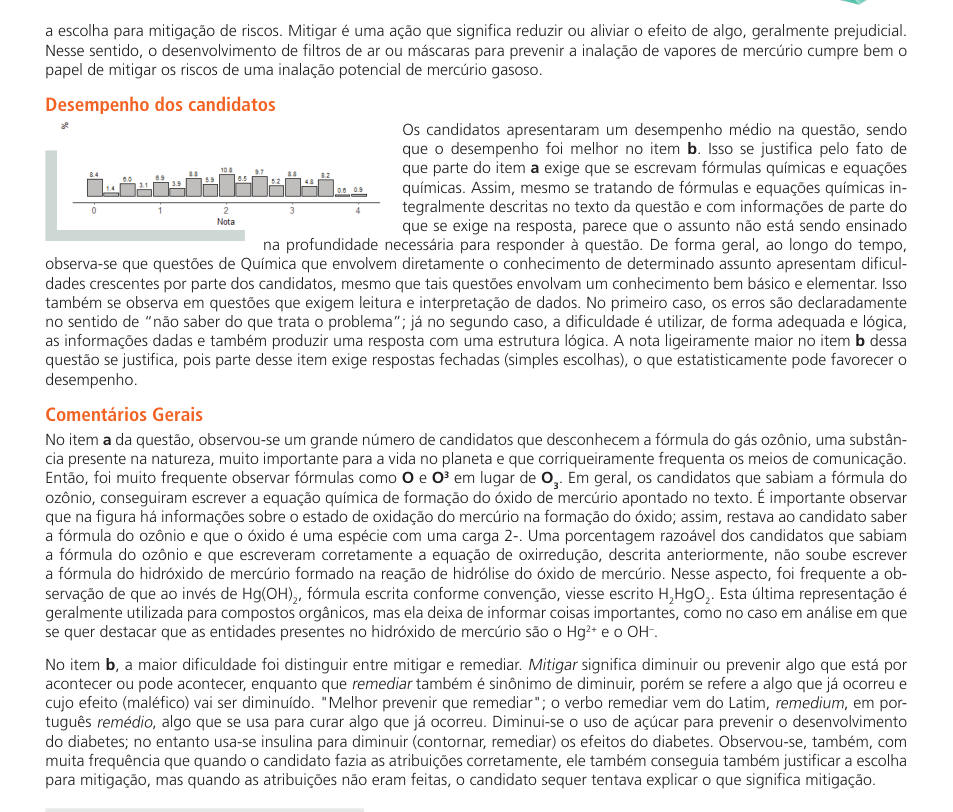 a escolha para mitigação de riscos. Mitigar é uma ação que significa reduzir ou aliviar o efeito de algo, geralmente prejudicial.
Nesse sentido, o desenvolvimento de filtros de ar ou máscaras para prevenir a inalação de vapores de mercúrio cumpre bem o
papel de mitigar os riscos de uma inalação potencial de mercúrio gasoso.
Desempenho dos candidatos
8.4 1.4 6.0 3.1 6.9 3.9 8.8 5.9 10.8 6.5 9.7 5.2 8.8 4.8 8.2 0.6 0.9
0 1 2 3 4
Nota
Os candidatos apresentaram um desempenho médio na questão, sendo
que o desempenho foi melhor no item b. Isso se justifica pelo fato de
que parte do item a exige que se escrevam fórmulas químicas e equações
químicas. Assim, mesmo se tratando de fórmulas e equações químicas in-
tegralmente descritas no texto da questão e com informações de parte do
que se exige na resposta, parece que o assunto não está sendo ensinado
na profundidade necessária para responder à questão. De forma geral, ao longo do tempo,
observa-se que questões de Química que envolvem diretamente o conhecimento de determinado assunto apresentam dificul-
dades crescentes por parte dos candidatos, mesmo que tais questões envolvam um conhecimento bem básico e elementar. Isso
também se observa em questões que exigem leitura e interpretação de dados. No primeiro caso, os erros são declaradamente
no sentido de “não saber do que trata o problema”; já no segundo caso, a dificuldade é utilizar, de forma adequada e lógica,
as informações dadas e também produzir uma resposta com uma estrutura lógica. A nota ligeiramente maior no item b dessa
questão se justifica, pois parte desse item exige respostas fechadas (simples escolhas), o que estatisticamente pode favorecer o
desempenho.
Comentários Gerais
No item a da questão, observou-se um grande número de candidatos que desconhecem a fórmula do gás ozônio, uma substân-
cia presente na natureza, muito importante para a vida no planeta e que corriqueiramente frequenta os meios de comunicação.
Então, foi muito frequente observar fórmulas como O e O³ em lugar de O₃. Em geral, os candidatos que sabiam a fórmula do
ozônio, conseguiram escrever a equação química de formação do óxido de mercúrio apontado no texto. É importante observar
que na figura há informações sobre o estado de oxidação do mercúrio na formação do óxido; assim, restava ao candidato saber
a fórmula do ozônio e que o óxido é uma espécie com uma carga 2-. Uma porcentagem razoável dos candidatos que sabiam
a fórmula do ozônio e que escreveram corretamente a equação de oxirredução, descrita anteriormente, não soube escrever
a fórmula do hidróxido de mercúrio formado na reação de hidrólise do óxido de mercúrio. Nesse aspecto, foi frequente a ob-
servação de que ao invés de Hg(OH)₂, fórmula escrita conforme convenção, viesse escrito H₂HgO₂. Esta última representação é
geralmente utilizada para compostos orgânicos, mas ela deixa de informar coisas importantes, como no caso em análise em que
se quer destacar que as entidades presentes no hidróxido de mercúrio são o Hg²⁺ e o OH⁻.
No item b, a maior dificuldade foi distinguir entre mitigar e remediar. Mitigar significa diminuir ou prevenir algo que está por
acontecer ou pode acontecer, enquanto que remediar também é sinônimo de diminuir, porém se refere a algo que já ocorreu e
cujo efeito (maléfico) vai ser diminuído. "Melhor prevenir que remediar"; o verbo remediar vem do Latim, remedium, em por-
tuguês remédio, algo que se usa para curar algo que já ocorreu. Diminui-se o uso de açúcar para prevenir o desenvolvimento
do diabetes; no entanto usa-se insulina para diminuir (contornar, remediar) os efeitos do diabetes. Observou-se, também, com
muita frequência que quando o candidato fazia as atribuições corretamente, ele também conseguia também justificar a escolha
para mitigação, mas quando as atribuições não eram feitas, o candidato sequer tentava explicar o que significa mitigação.